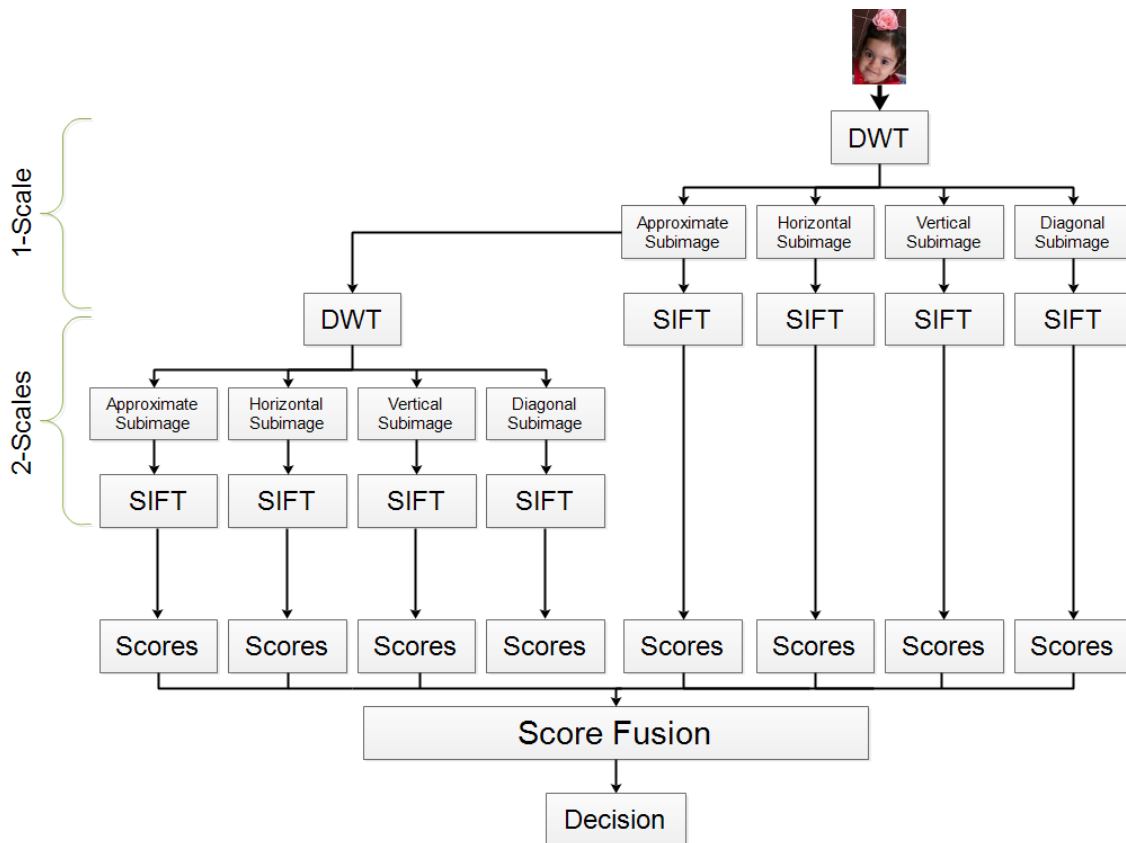 DWT
1-Scale
Approximate
Subimage
Horizontal
Subimage
Vertical
Subimage
Diagonal
Subimage
DWT
SIFT
SIFT
SIFT
SIFT
2-Scales
Approximate
Subimage
Horizontal
Subimage
Vertical
Subimage
Diagonal
Subimage
SIFT
SIFT
SIFT
SIFT
Scores
Scores
Scores
Scores
Scores
Scores
Scores
Scores
Score Fusion
Decision